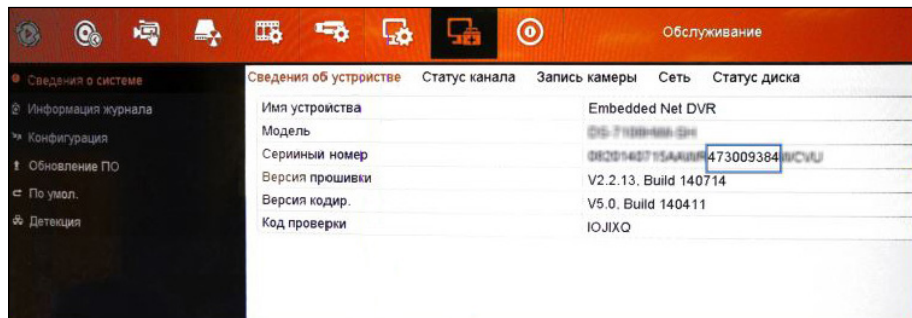 Обслуживание
Сведения о системе
Информация журнала
Конфигурация
Обновление ПО
По умол.
Детекция
Сведения об устройстве Статус канала Запись камеры Сеть Статус диска
Имя устройства Embedded Net DVR
Модель
Серийный номер 473009384
Версия прошивки V2.2.13, Build 140714
Версия кодир. V5.0, Build 140411
Код проверки IOJIXQ